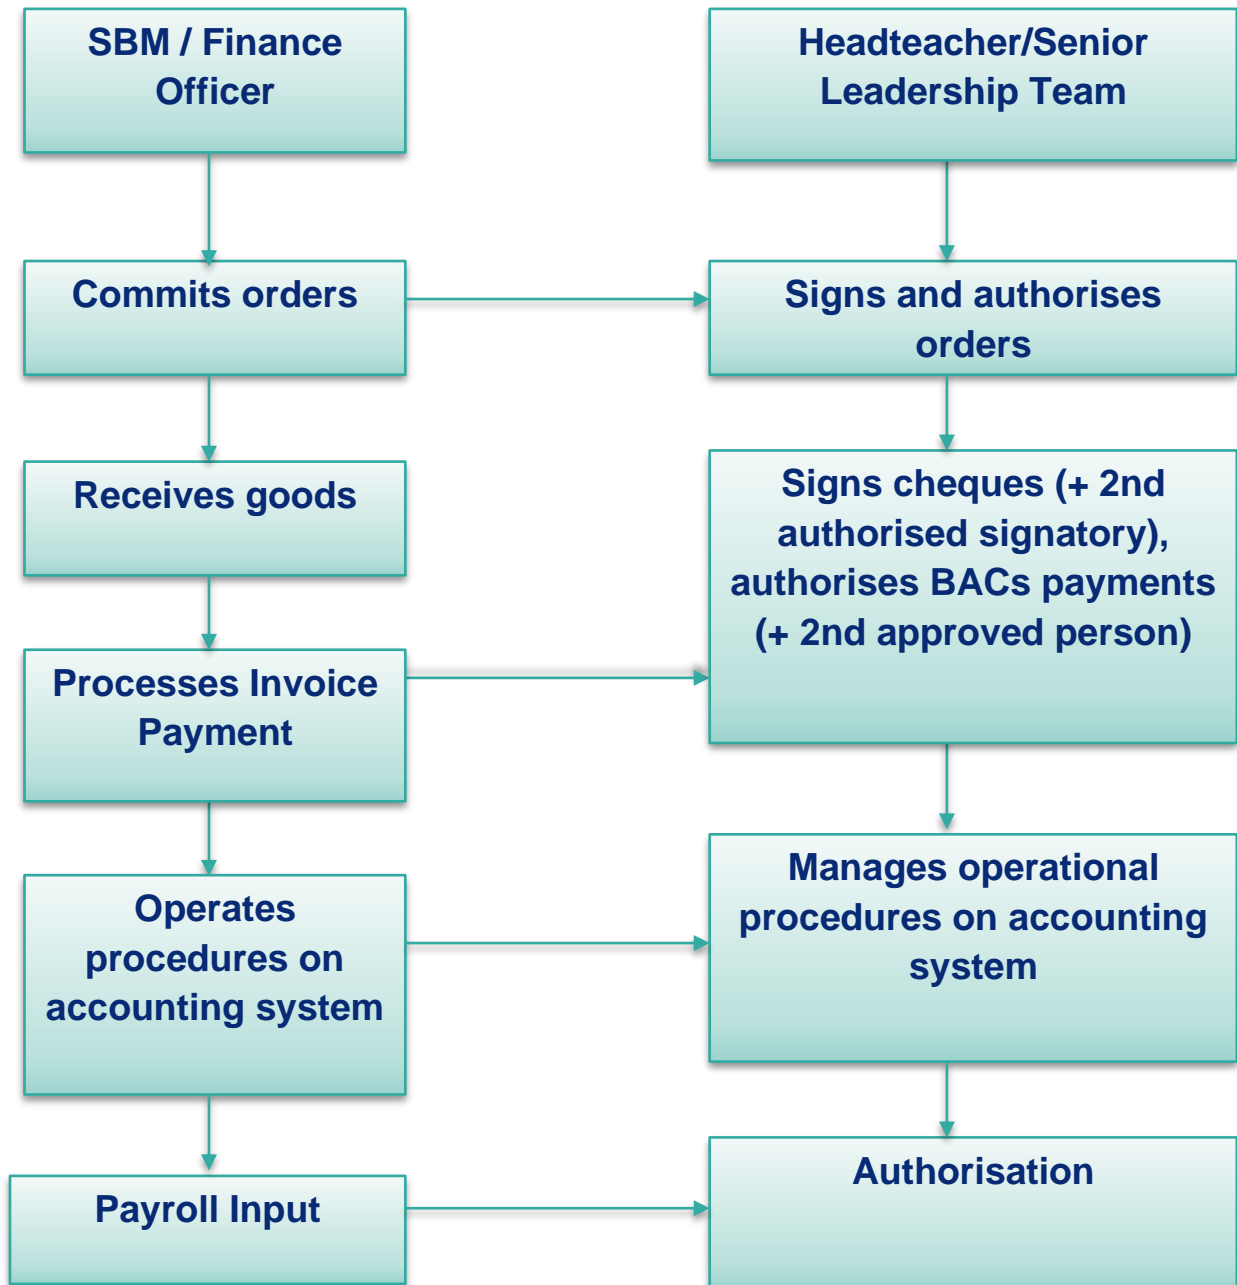 SBM / Finance
Officer
Headteacher/Senior
Leadership Team
Commits orders
Signs and authorises
orders
Receives goods
Signs cheques (+ 2nd
authorised signatory),
authorises BACs payments
(+ 2nd approved person)
Processes Invoice
Payment
Operates
procedures on
accounting system
Manages operational
procedures on accounting
system
Payroll Input
Authorisation